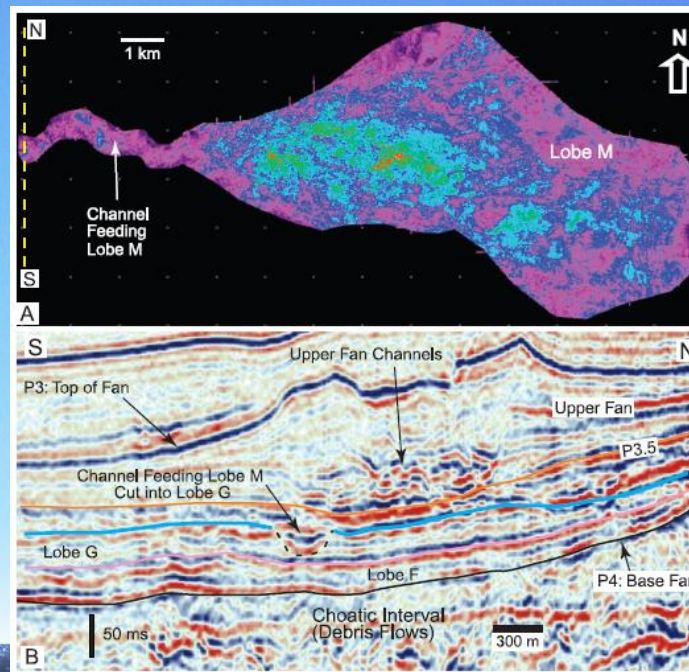 N
1 km
N
Lobe M
Channel
Feeding
Lobe M
S
A
S
N
Upper Fan Channels
P3: Top of Fan
Upper Fan
P3.5
Channel Feeding Lobe M
Cut into Lobe G
Lobe G
Lobe F
P4: Base Fan
Choatic Interval
(Debris Flows)
50 ms
300 m
B